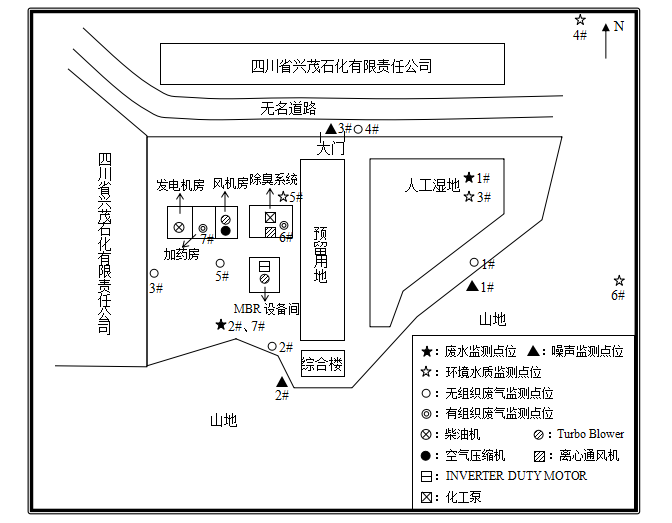 4#
N
四川省兴茂石化有限责任公司
无名道路
3#
4#
大门
四川省兴茂石化有限责任公司
发电机房
风机房
除臭系统
5#
人工湿地
1#
3#
7#
6#
加药房
预留用地
3#
5#
1#
1#
6#
MBR 设备间
2#、7#
山地
2#
综合楼
2#
山地
：废水监测点位
：噪声监测点位
：环境水质监测点位
：无组织废气监测点位
：有组织废气监测点位
：柴油机
：Turbo Blower
：空气压缩机
：离心通风机
：INVERTER DUTY MOTOR
：化工泵